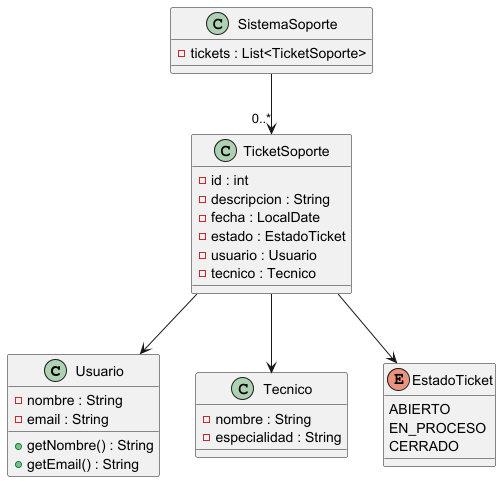 C SistemaSoporte
tickets : List<TicketSoporte>
0..*
C TicketSoporte
id : int
descripcion : String
fecha : LocalDate
estado : EstadoTicket
usuario : Usuario
tecnico : Tecnico
C Usuario
nombre : String
email : String
getNombre() : String
getEmail() : String
C Tecnico
nombre : String
especialidad : String
E EstadoTicket
ABIERTO
EN_PROCESO
CERRADO